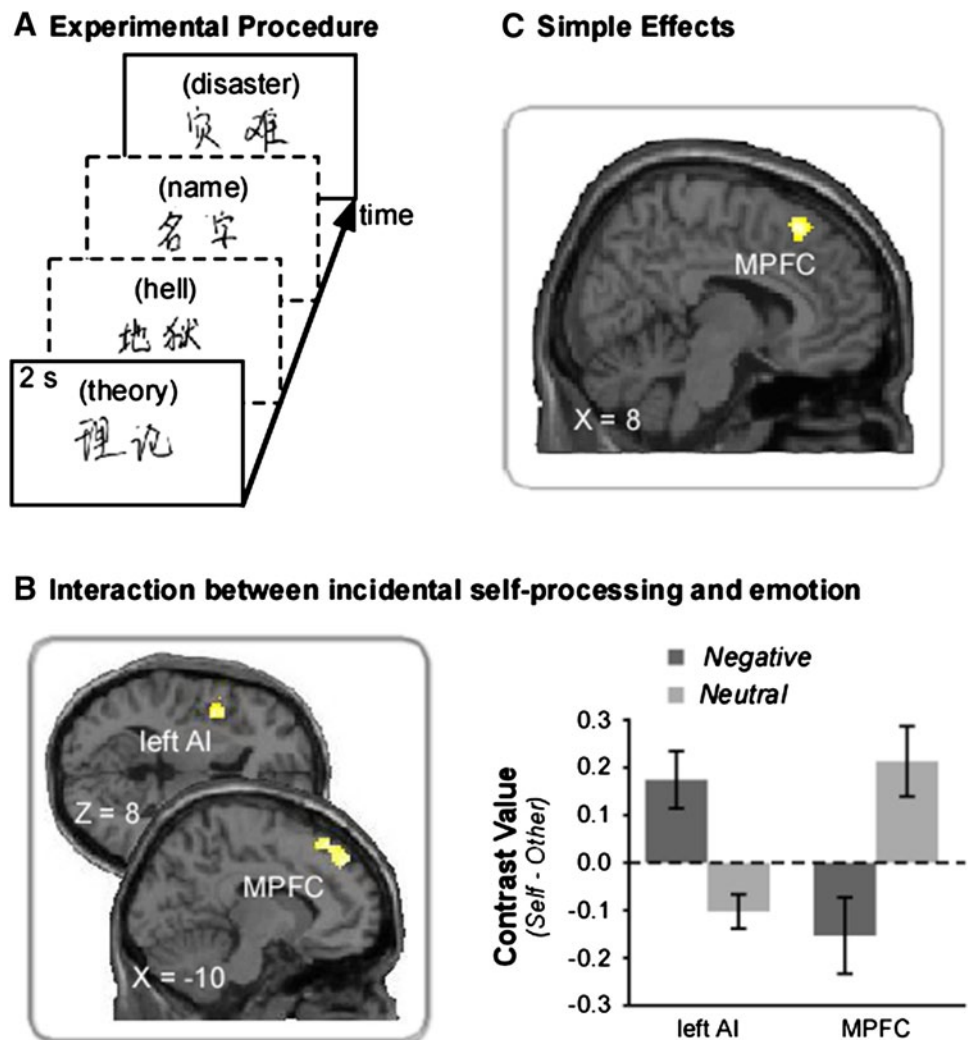 A Experimental Procedure
(disaster)
灾难
(name)
名字
(hell)
地狱
2 s
(theory)
理论
time
C Simple Effects
MPFC
X = 8
B Interaction between incidental self-processing and emotion
left AI
Z = 8
MPFC
X = -10
Negative
Neutral
Contrast Value
(Self - Other)
0.3
0.2
0.1
0.0
-0.1
-0.2
-0.3
left AI
MPFC